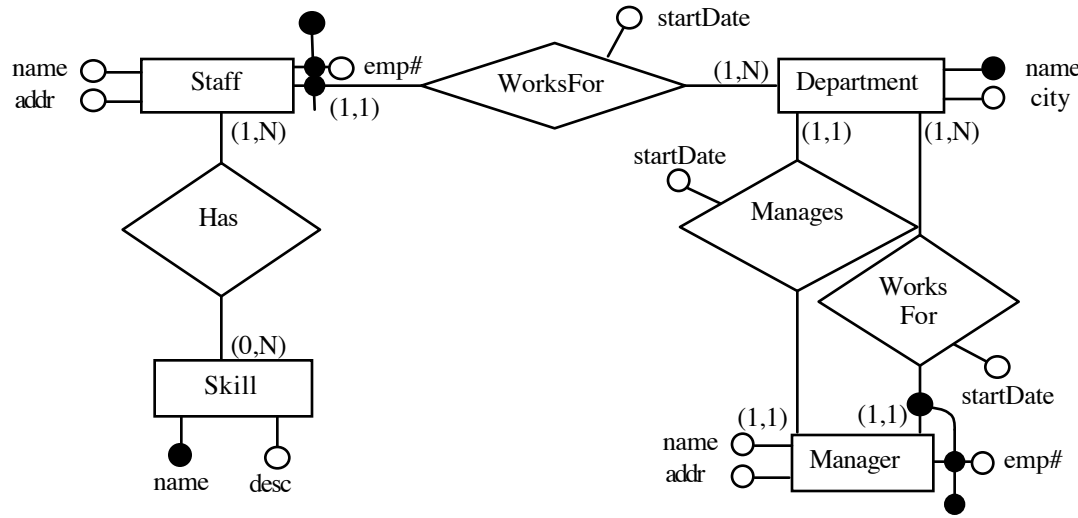 startDate
name
Staff
emp#
WorksFor
(1,N)
Department
name
addr
(1,1)
city
(1,N)
(1,1)
(1,N)
startDate
Has
Manages
Works
For
(0,N)
Skill
startDate
(1,1)
(1,1)
name
Manager
emp#
addr
name
desc